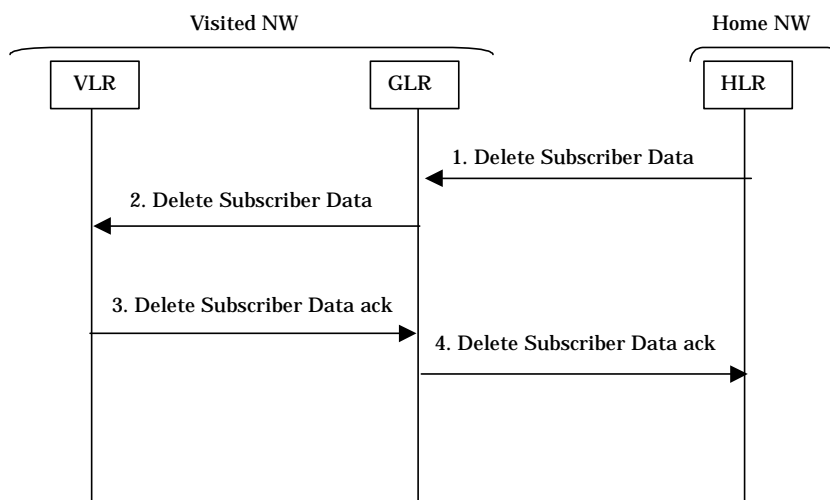 Visited NW
Home NW
VLR
GLR
HLR
1. Delete Subscriber Data
2. Delete Subscriber Data
3. Delete Subscriber Data ack
4. Delete Subscriber Data ack